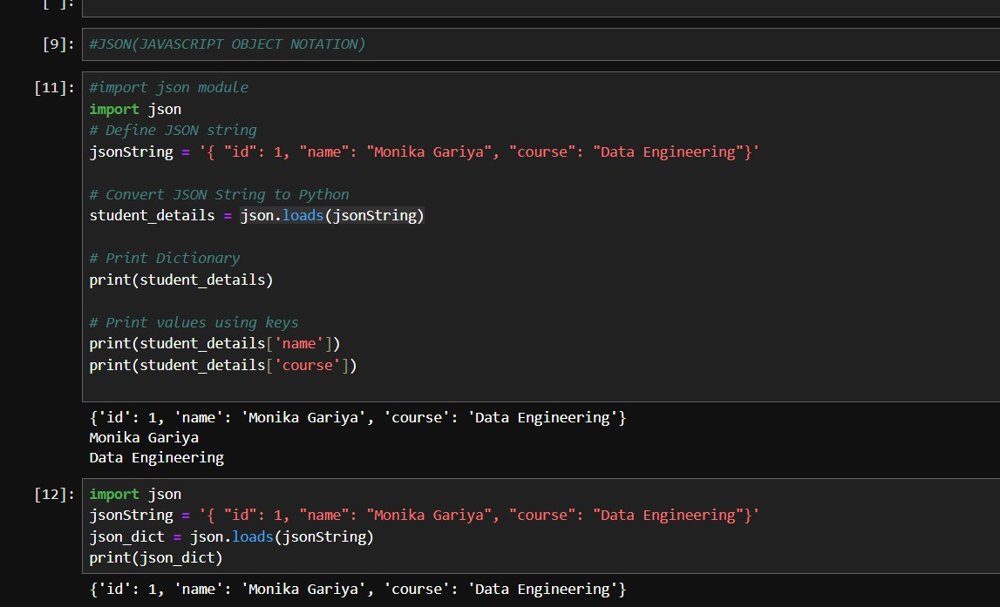 [ ]:
[9]: #JSON(JAVASCRIPT OBJECT NOTATION)
[11]: #import json module
import json
# Define JSON string
jsonString = '{ "id": 1, "name": "Monika Gariya", "course": "Data Engineering"}'
# Convert JSON String to Python
student_details = json.loads(jsonString)
# Print Dictionary
print(student_details)
# Print values using keys
print(student_details['name'])
print(student_details['course'])
{'id': 1, 'name': 'Monika Gariya', 'course': 'Data Engineering'}
Monika Gariya
Data Engineering
[12]: import json
jsonString = '{ "id": 1, "name": "Monika Gariya", "course": "Data Engineering"}'
json_dict = json.loads(jsonString)
print(json_dict)
{'id': 1, 'name': 'Monika Gariya', 'course': 'Data Engineering'}